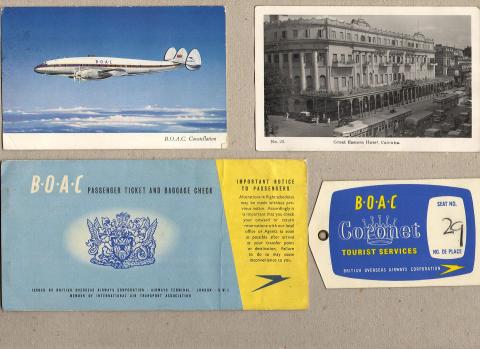 B.O.A.C
B.O.A.C. Constellation
No. 23.
Great Eastern Hotel, Calcutta.
B·O·A·C PASSENGER TICKET AND BAGGAGE CHECK
ISSUED BY BRITISH OVERSEAS AIRWAYS CORPORATION · AIRWAYS TERMINAL · LONDON · S.W.1
MEMBER OF INTERNATIONAL AIR TRANSPORT ASSOCIATION
IMPORTANT NOTICE
TO PASSENGERS
Alterations in flight schedules
may be made without pre-
vious notice. Accordingly it
is important that you check
your onward or return
reservations with our local
office or Agents as soon
as possible after arrival
at your transfer point
or destination. Failure
to do so may cause
inconvenience to you.
B·O·A·C
Coronet
TOURIST SERVICES
BRITISH OVERSEAS AIRWAYS CORPORATION
SEAT NO.
29
NO. DE PLACE